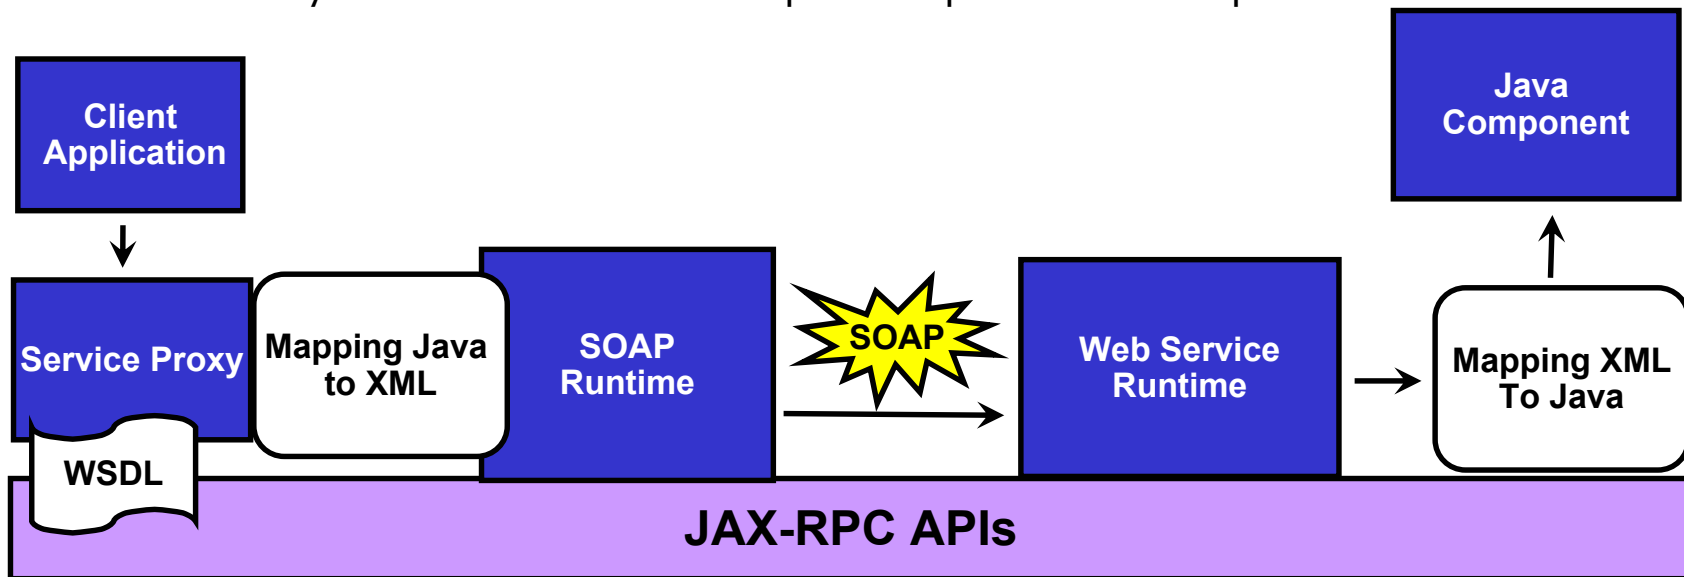 Client
Application
Java
Component
Service Proxy
Mapping Java
to XML
SOAP
Runtime
SOAP
Web Service
Runtime
Mapping XML
To Java
WSDL
JAX-RPC APIs